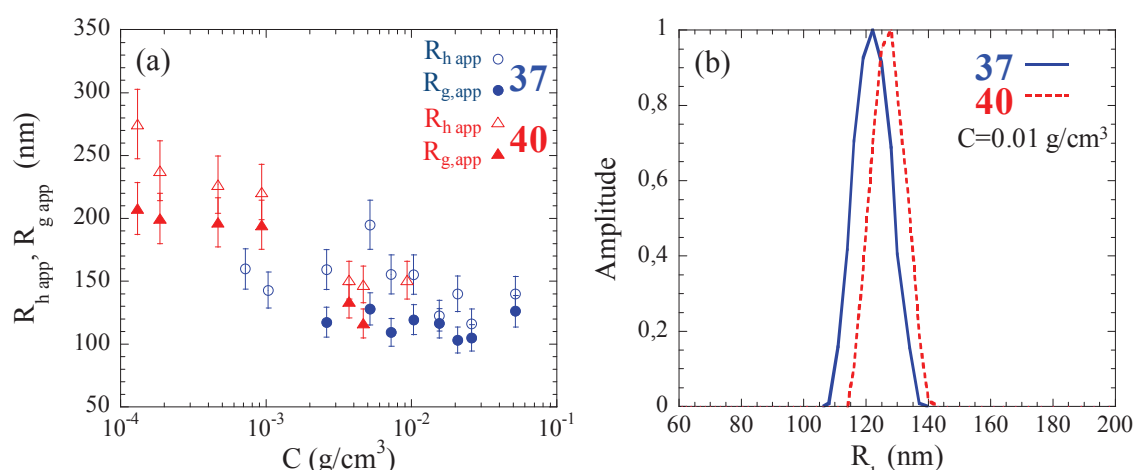 (a)
R_h app
R_g,app
37
R_h app
R_g,app
40
R_h app, R_g app (nm)
350
300
250
200
150
100
50
10^-4
10^-3
10^-2
10^-1
C (g/cm^3)
(b)
37
40
C=0.01 g/cm^3
Amplitude
1
0,8
0,6
0,4
0,2
0
60
80
100
120
140
160
180
200
(nm)